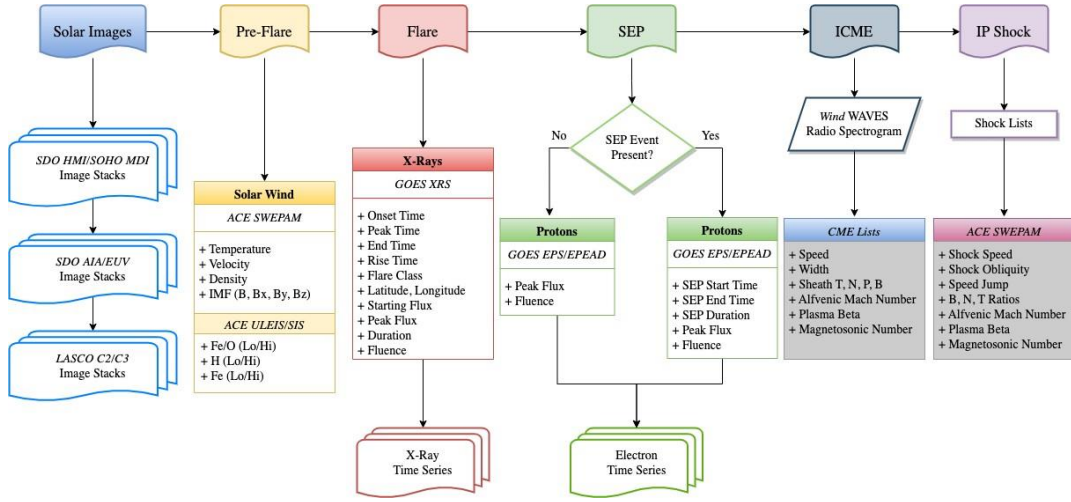 Solar Images
Pre-Flare
Flare
SEP
ICME
IP Shock
SDO HMI/SOHO MDI
Image Stacks
SDO AIA/EUV
Image Stacks
LASCO C2/C3
Image Stacks
Solar Wind
ACE SWEPAM
+ Temperature
+ Velocity
+ Density
+ IMF (B, Bx, By, Bz)
ACE ULEIS/SIS
+ Fe/O (Lo/Hi)
+ H (Lo/Hi)
+ Fe (Lo/Hi)
X-Rays
GOES XRS
+ Onset Time
+ Peak Time
+ End Time
+ Rise Time
+ Flare Class
+ Latitude, Longitude
+ Starting Flux
+ Peak Flux
+ Duration
+ Fluence
X-Ray
Time Series
SEP Event
Present?
No
Yes
Protons
GOES EPS/EPEAD
+ Peak Flux
+ Fluence
Protons
GOES EPS/EPEAD
+ SEP Start Time
+ SEP End Time
+ SEP Duration
+ Peak Flux
+ Fluence
Electron
Time Series
Wind WAVES
Radio Spectrogram
CME Lists
+ Speed
+ Width
+ Sheath T, N, P, B
+ Alfvenic Mach Number
+ Plasma Beta
+ Magnetosonic Number
Shock Lists
ACE SWEPAM
+ Shock Speed
+ Shock Obliquity
+ Speed Jump
+ B, N, T Ratios
+ Alfvenic Mach Number
+ Plasma Beta
+ Magnetosonic Number